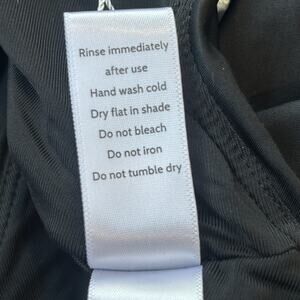 Rinse immediately
after use
Hand wash cold
Dry flat in shade
Do not bleach
Do not iron
Do not tumble dry